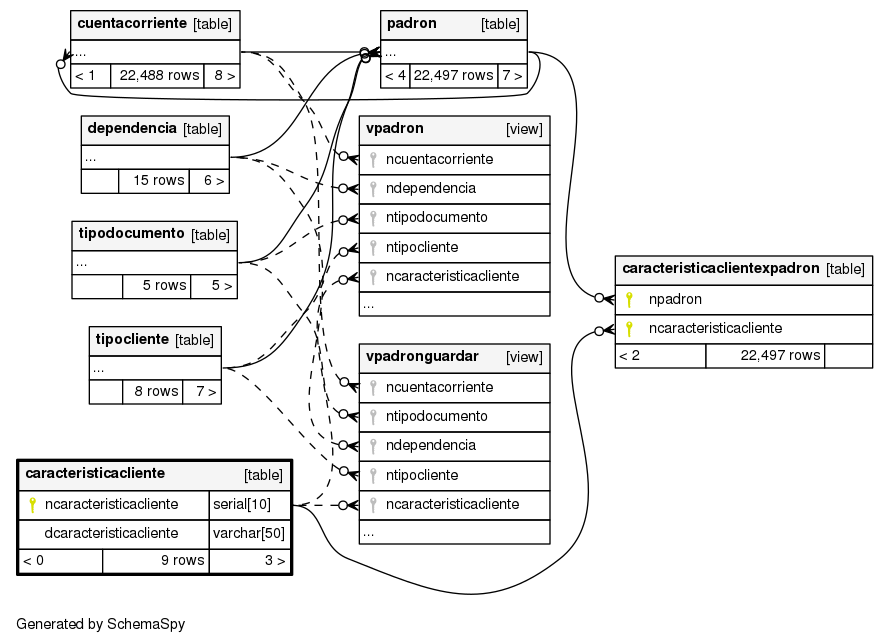 cuentacorriente [table]
...
< 1 22,488 rows 8 >
padron [table]
...
< 4 22,497 rows 7 >
dependencia [table]
...
15 rows 6 >
vpadron [view]
ncuentacorriente
ndependencia
ntipodocumento
ntipocliente
ncaracteristicacliente
...
tipodocumento [table]
...
5 rows 5 >
caracteristicaclientexpadron [table]
npadron
ncaracteristicacliente
< 2 22,497 rows
tipocliente [table]
...
8 rows 7 >
vpadronguardar [view]
ncuentacorriente
ntipodocumento
ndependencia
ntipocliente
ncaracteristicacliente
...
caracteristicacliente [table]
ncaracteristicacliente serial[10]
dcaracteristicacliente varchar[50]
< 0 9 rows 3 >
Generated by SchemaSpy